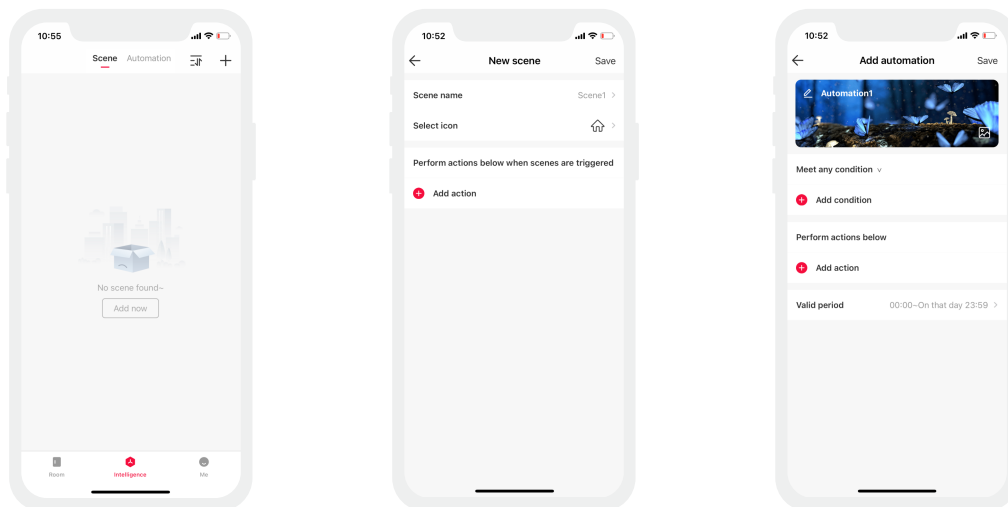 10:55
Scene Automation
No scene found~
Add now
Room Intelligence Me
10:52
New scene Save
Scene name Scene1 >
Select icon >
Perform actions below when scenes are triggered
Add action
10:52
Add automation Save
Automation1
Meet any condition
Add condition
Perform actions below
Add action
Valid period 00:00~On that day 23:59 >